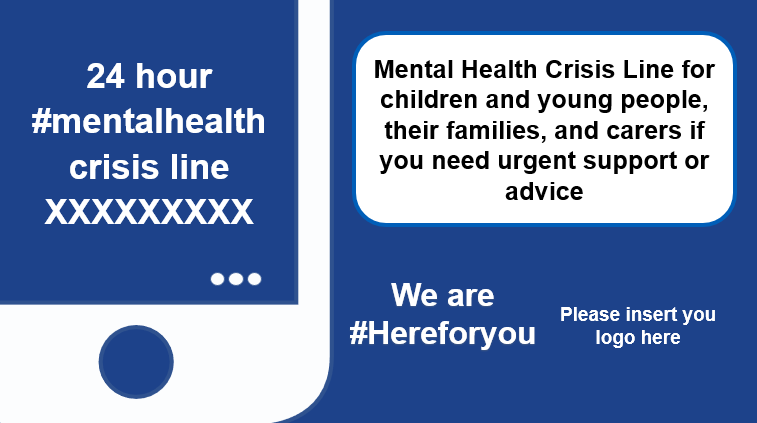 24 hour
#mentalhealth
crisis line
XXXXXXXXX
Mental Health Crisis Line for
children and young people,
their families, and carers if
you need urgent support or
advice
We are
#Hereforyou
Please insert you
logo here